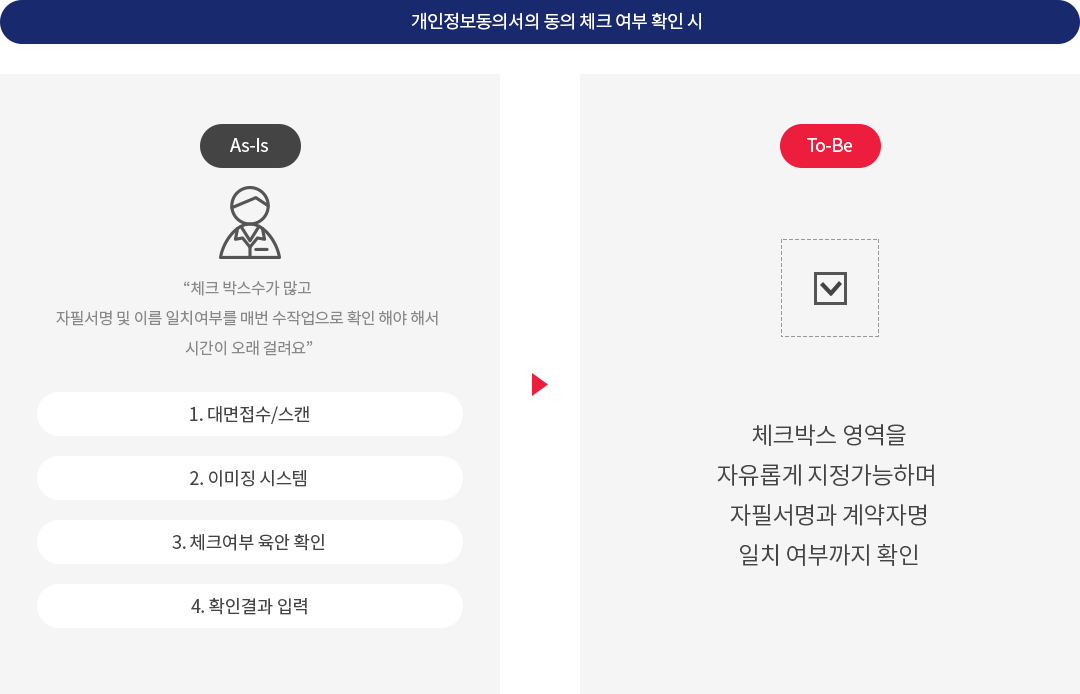 개인정보동의서의 동의 체크 여부 확인 시
As-Is
“체크 박스수가 많고
자필서명 및 이름 일치여부를 매번 수작업으로 확인 해야 해서
시간이 오래 걸려요”
1. 대면접수/스캔
2. 이미징 시스템
3. 체크여부 육안 확인
4. 확인결과 입력
To-Be
체크박스 영역을
자유롭게 지정가능하며
자필서명과 계약자명
일치 여부까지 확인